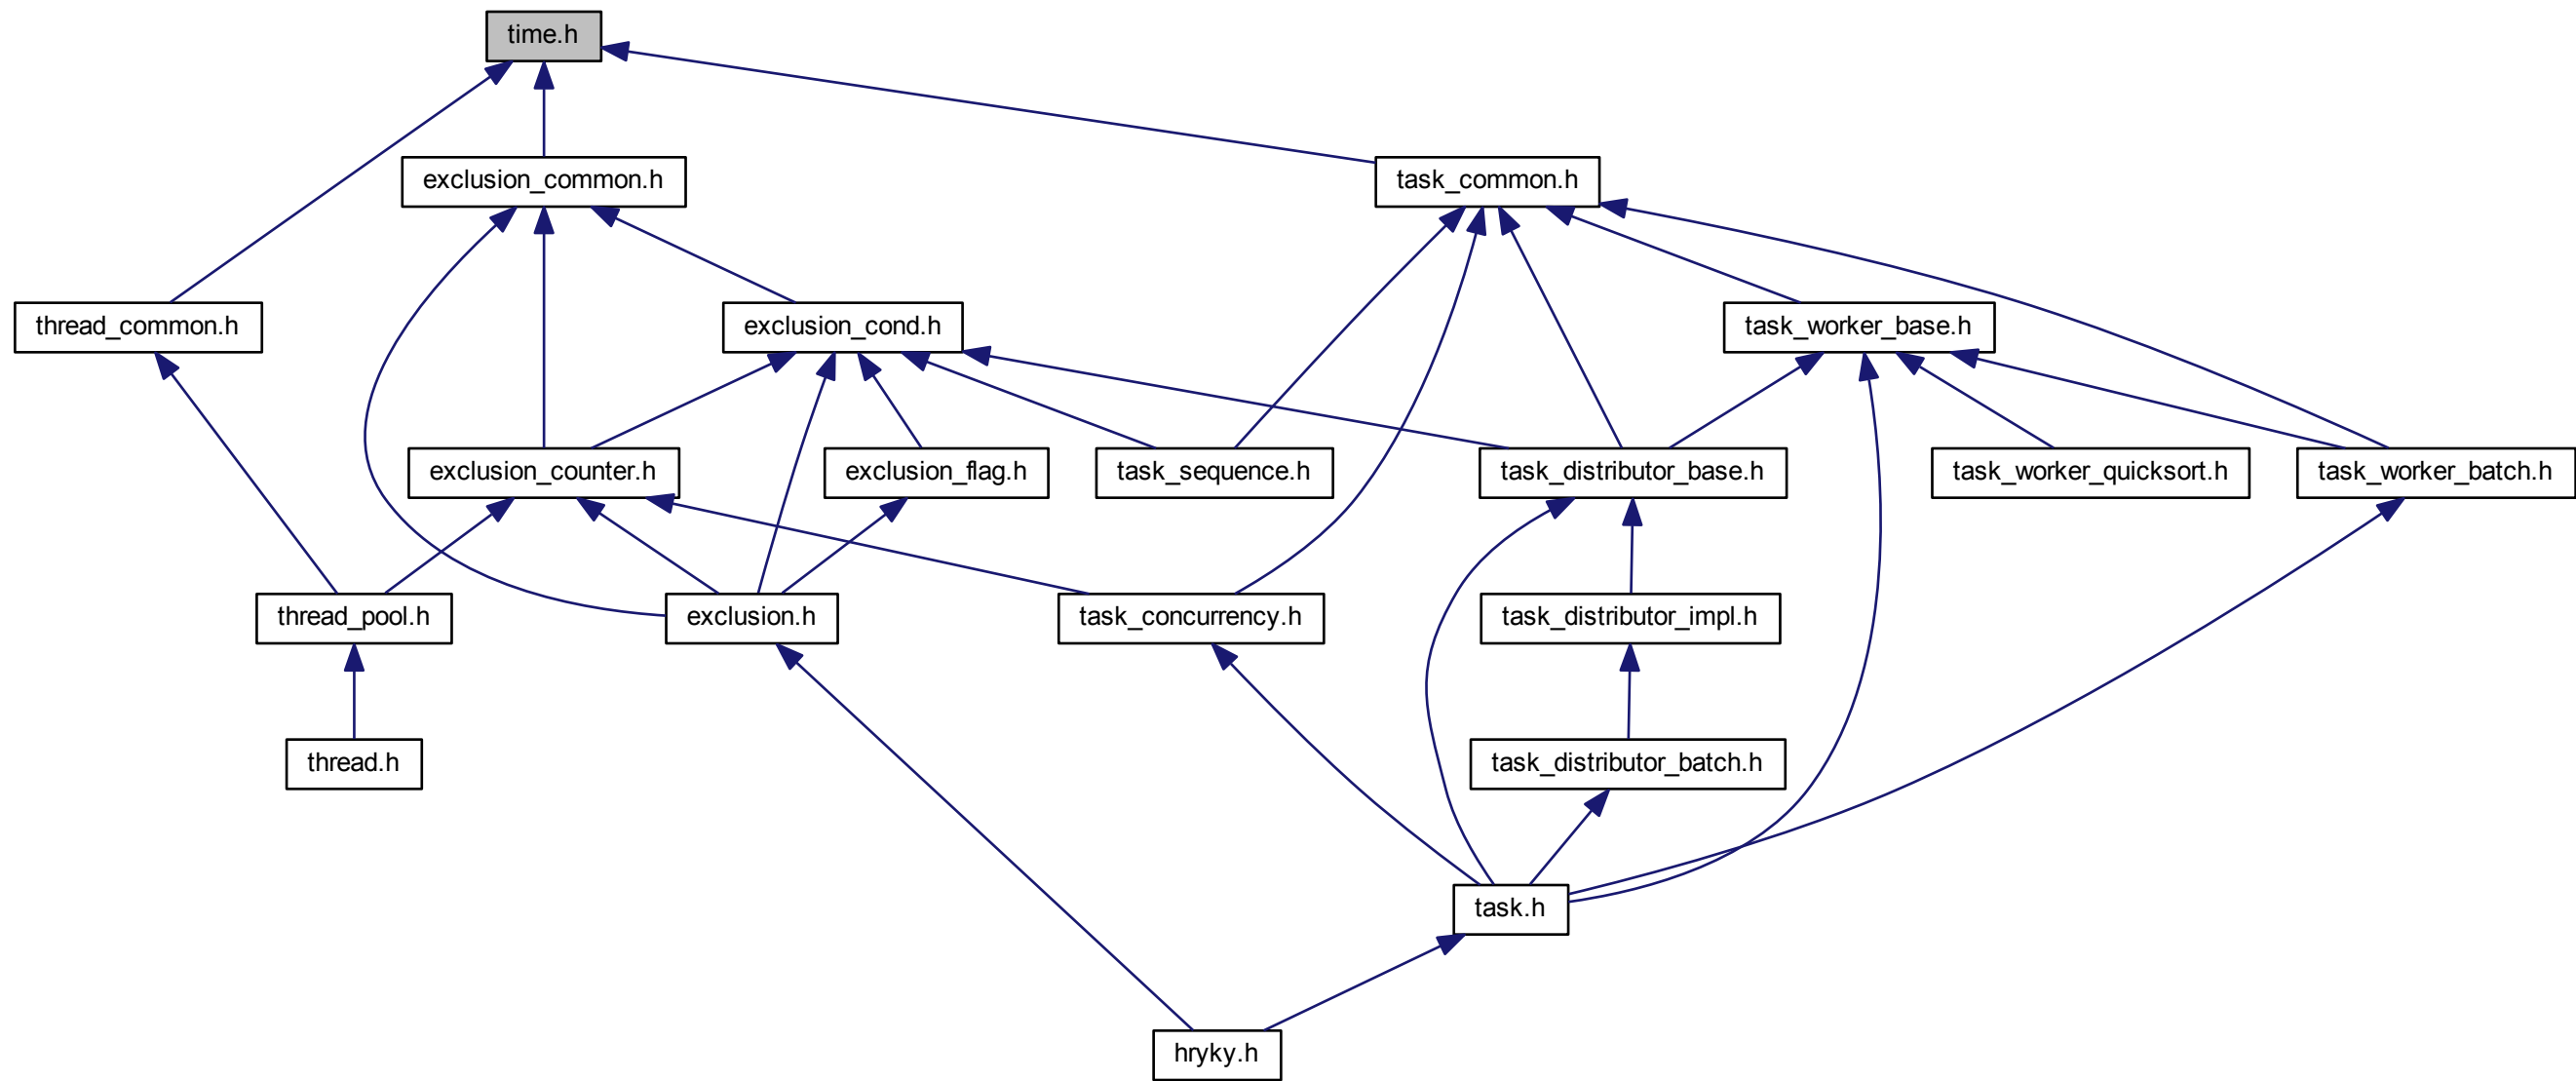 time.h
exclusion_common.h
task_common.h
thread_common.h
exclusion_cond.h
task_worker_base.h
exclusion_counter.h
exclusion_flag.h
task_sequence.h
task_distributor_base.h
task_worker_quicksort.h
task_worker_batch.h
thread_pool.h
exclusion.h
task_concurrency.h
task_distributor_impl.h
thread.h
task_distributor_batch.h
task.h
hryky.h